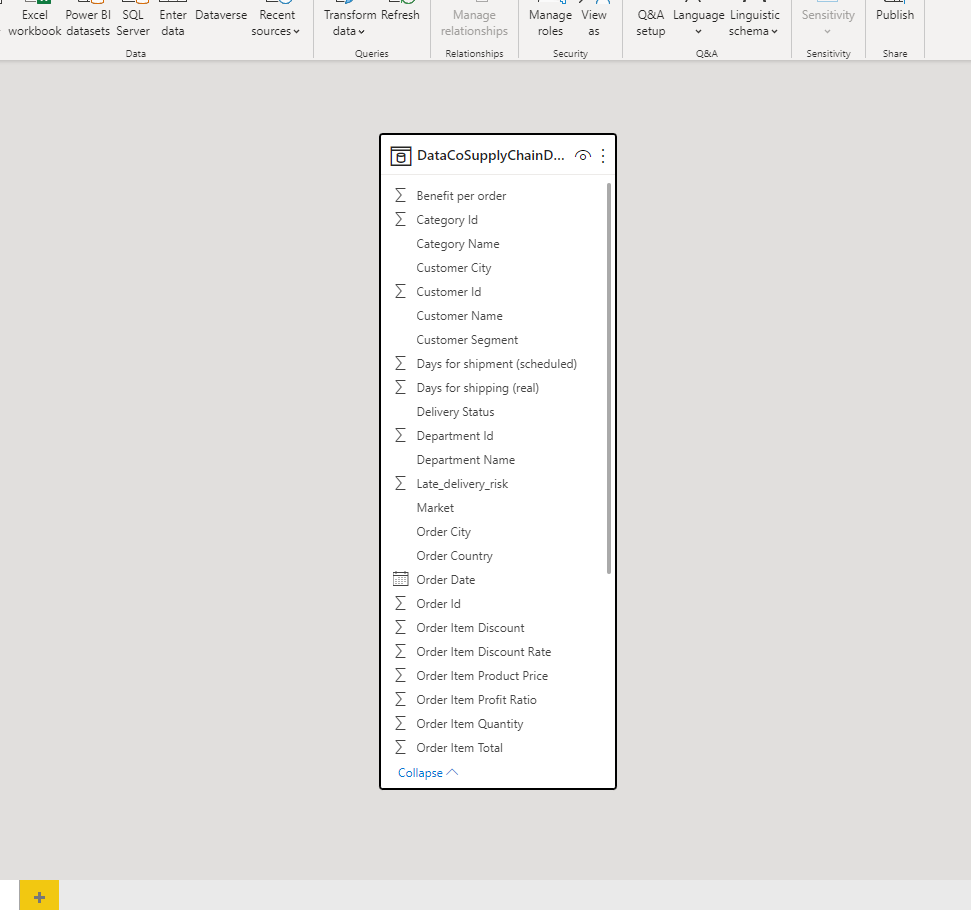 Excel workbook
Power BI datasets
SQL Server
Enter data
Dataverse
Recent sources
Transform data
Refresh
Manage relationships
Manage roles
View as
Q&A setup
Language
Linguistic schema
Sensitivity
Publish
Data
Queries
Relationships
Security
Q&A
Sensitivity
Share
DataCoSupplyChainD...
Benefit per order
Category Id
Category Name
Customer City
Customer Id
Customer Name
Customer Segment
Days for shipment (scheduled)
Days for shipping (real)
Delivery Status
Department Id
Department Name
Late_delivery_risk
Market
Order City
Order Country
Order Date
Order Id
Order Item Discount
Order Item Discount Rate
Order Item Product Price
Order Item Profit Ratio
Order Item Quantity
Order Item Total
Collapse